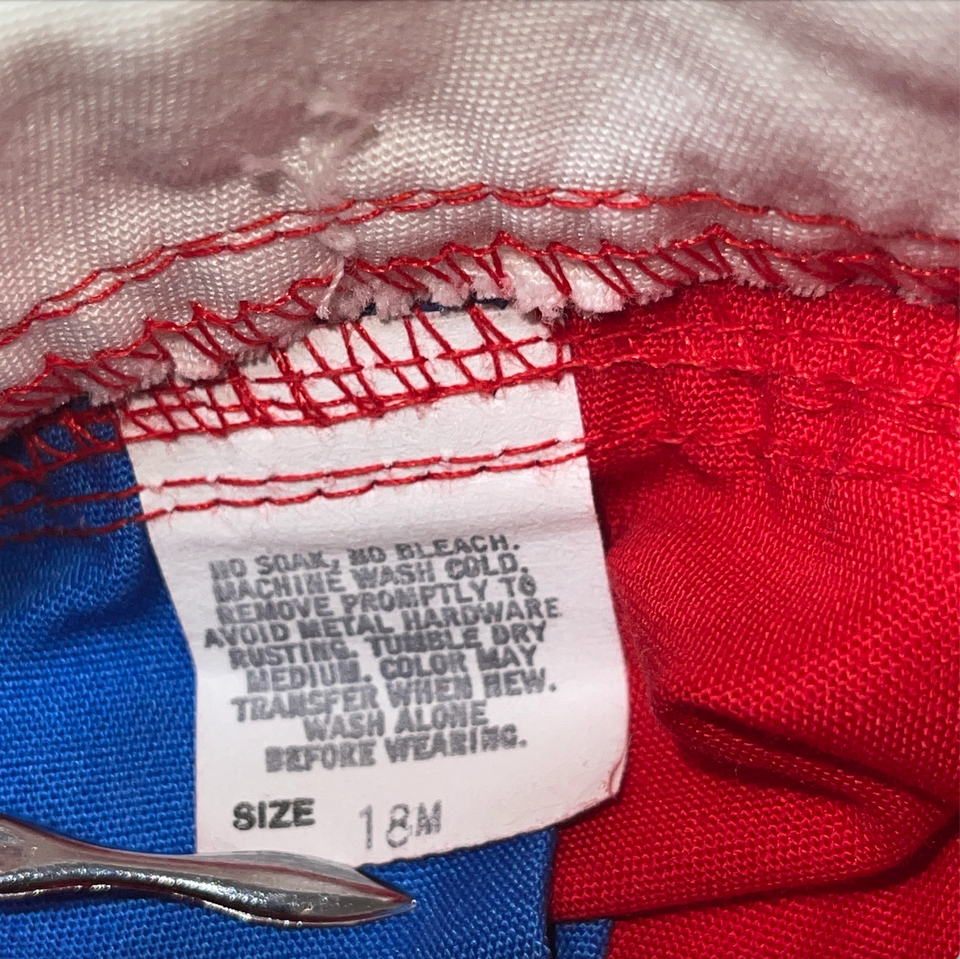 NO SOAK, NO BLEACH.
MACHINE WASH COLD.
REMOVE PROMPTLY TO
AVOID METAL HARDWARE
RUSTING. TUMBLE DRY
MEDIUM. COLOR MAY
TRANSFER WHEN NEW.
WASH ALONE
BEFORE WEARING.
SIZE 18M